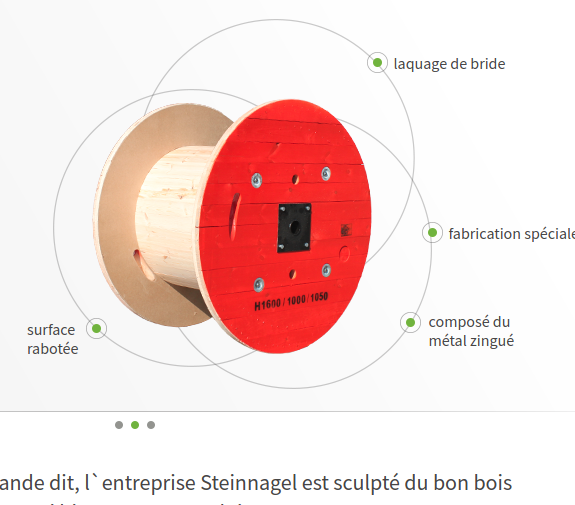 laquage de bride
fabrication spéciale
composé du
métal zingué
surface
rabotée
H1600/1000/1050
ande dit, l`entreprise Steinnagel est sculpté du bon bois